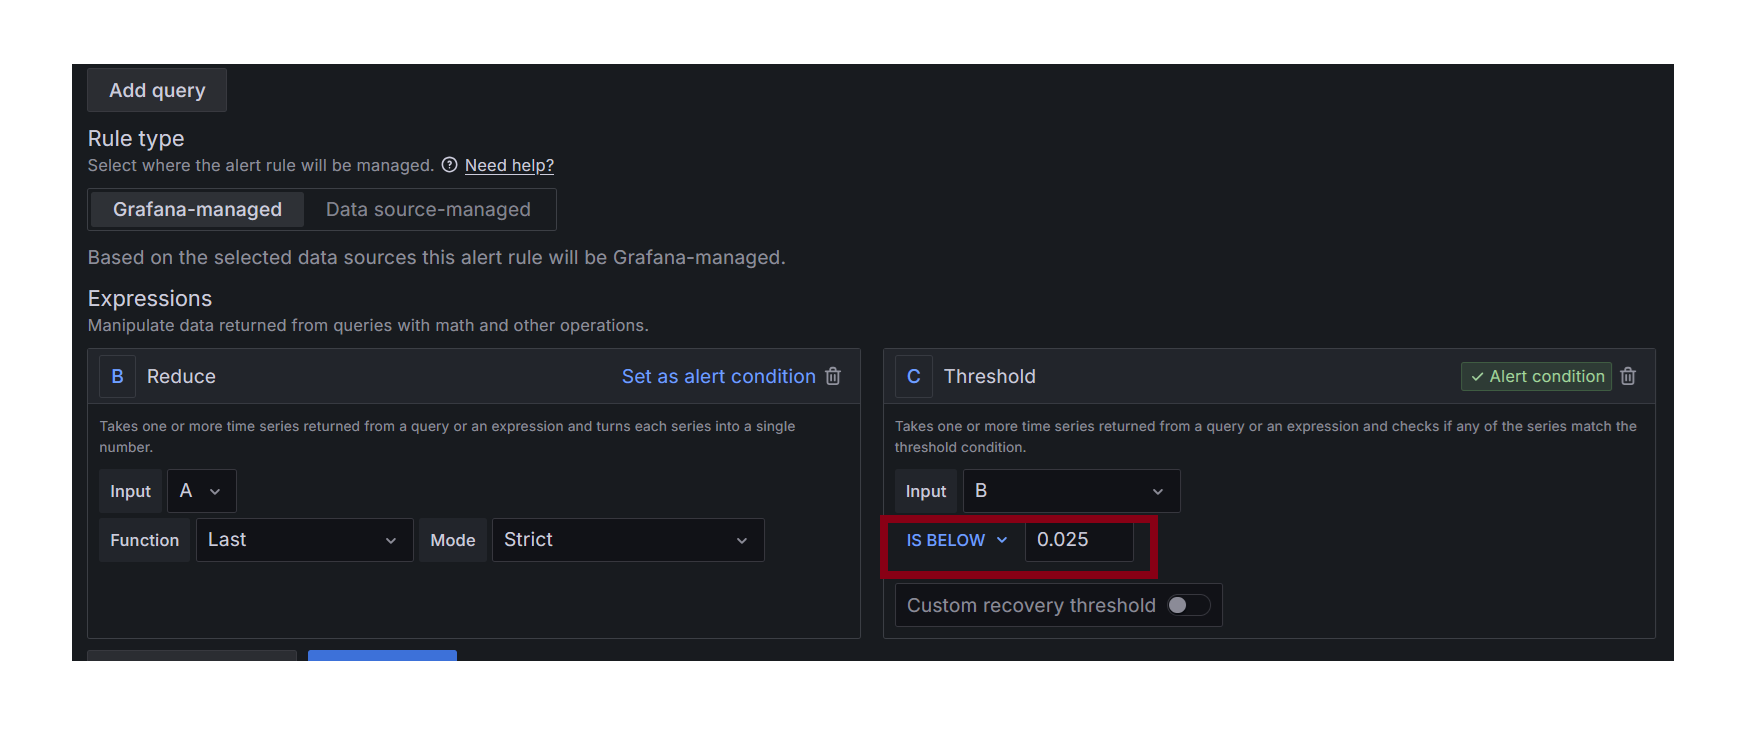 Add query
Rule type
Select where the alert rule will be managed. Need help?
Grafana-managed Data source-managed
Based on the selected data sources this alert rule will be Grafana-managed.
Expressions
Manipulate data returned from queries with math and other operations.
B Reduce Set as alert condition
Takes one or more time series returned from a query or an expression and turns each series into a single
number.
Input A
Function Last Mode Strict
C Threshold Alert condition
Takes one or more time series returned from a query or an expression and checks if any of the series match the
threshold condition.
Input B
IS BELOW 0.025
Custom recovery threshold